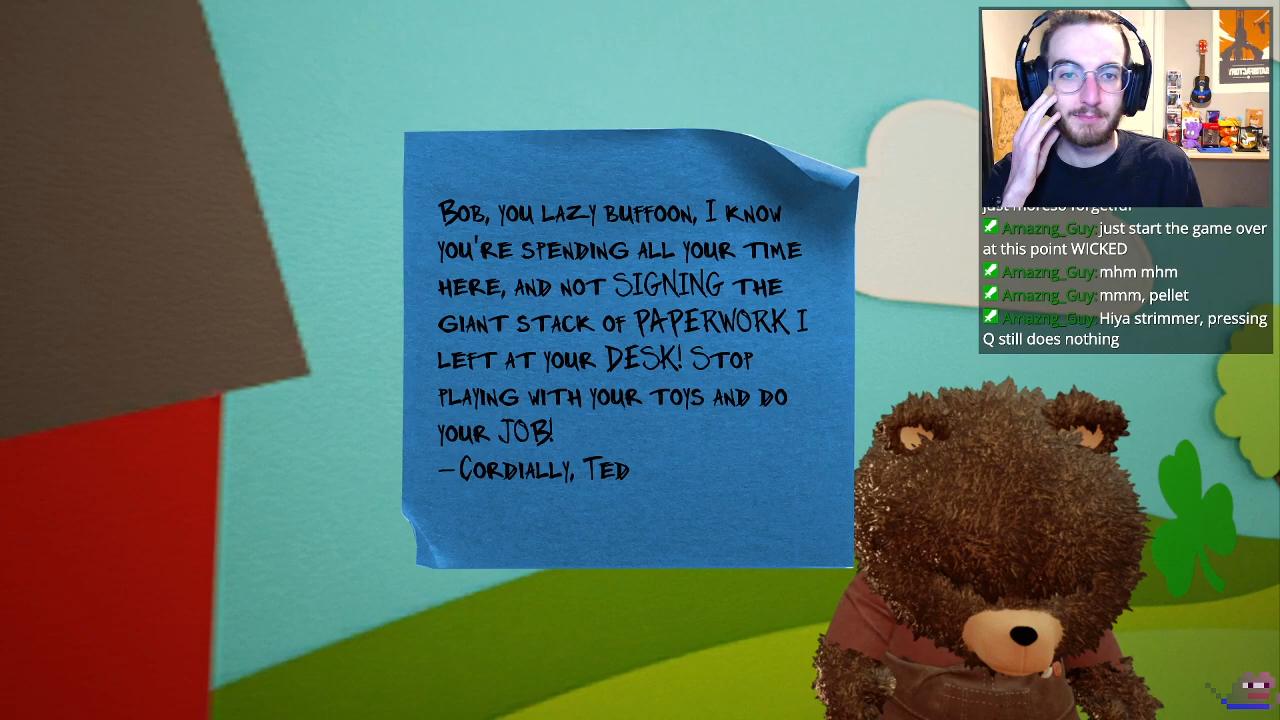 Bob, you lazy buffoon, I know
you're spending all your time
here, and not SIGNING the
giant stack of PAPERWORK I
left at your DESK! Stop
playing with your toys and do
your JOB!
—Cordially, Ted
just moreso forgetful
Amazng_Guy: just start the game over
at this point WICKED
Amazng_Guy: mhm mhm
Amazng_Guy: mmm, pellet
Amazng_Guy: Hiya strimmer, pressing
Q still does nothing